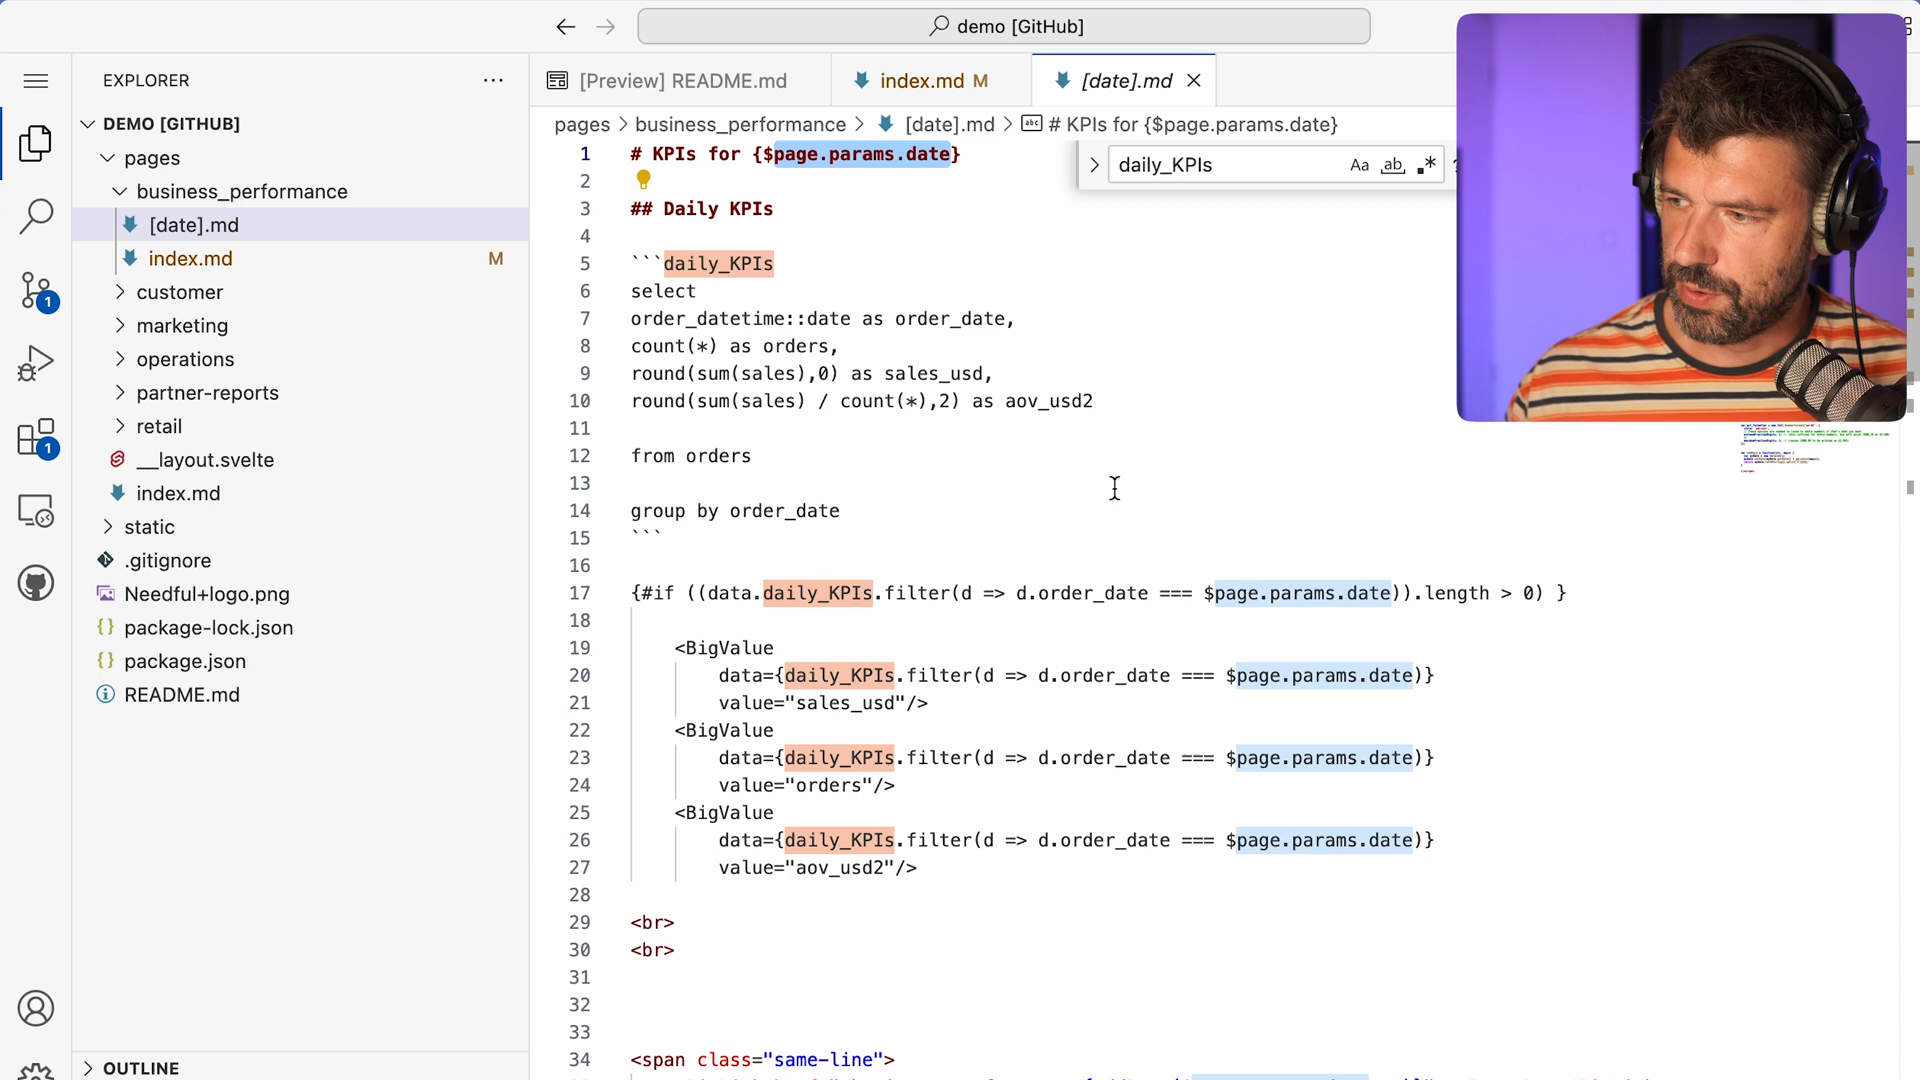 demo [GitHub]
EXPLORER
[Preview] README.md
index.md M
[date].md
DEMO [GITHUB]
pages
business_performance
[date].md
index.md M
customer
marketing
operations
partner-reports
retail
__layout.svelte
index.md
static
.gitignore
Needful+logo.png
package-lock.json
package.json
README.md
OUTLINE
1
1
pages > business_performance > [date].md > # KPIs for {$page.params.date}
daily_KPIs
Aa ab
1 # KPIs for {$page.params.date}
2
3 ## Daily KPIs
4
5 ```daily_KPIs
6 select
7 order_datetime::date as order_date,
8 count(*) as orders,
9 round(sum(sales),0) as sales_usd,
10 round(sum(sales) / count(*),2) as aov_usd2
11
12 from orders
13
14 group by order_date
15 ```
16
17 {#if ((data.daily_KPIs.filter(d => d.order_date === $page.params.date)).length > 0) }
18
19 <BigValue
20 data={daily_KPIs.filter(d => d.order_date === $page.params.date)}
21 value="sales_usd"/>
22 <BigValue
23 data={daily_KPIs.filter(d => d.order_date === $page.params.date)}
24 value="orders"/>
25 <BigValue
26 data={daily_KPIs.filter(d => d.order_date === $page.params.date)}
27 value="aov_usd2"/>
28
29 <br>
30 <br>
31
32
33
34 <span class="same-line">